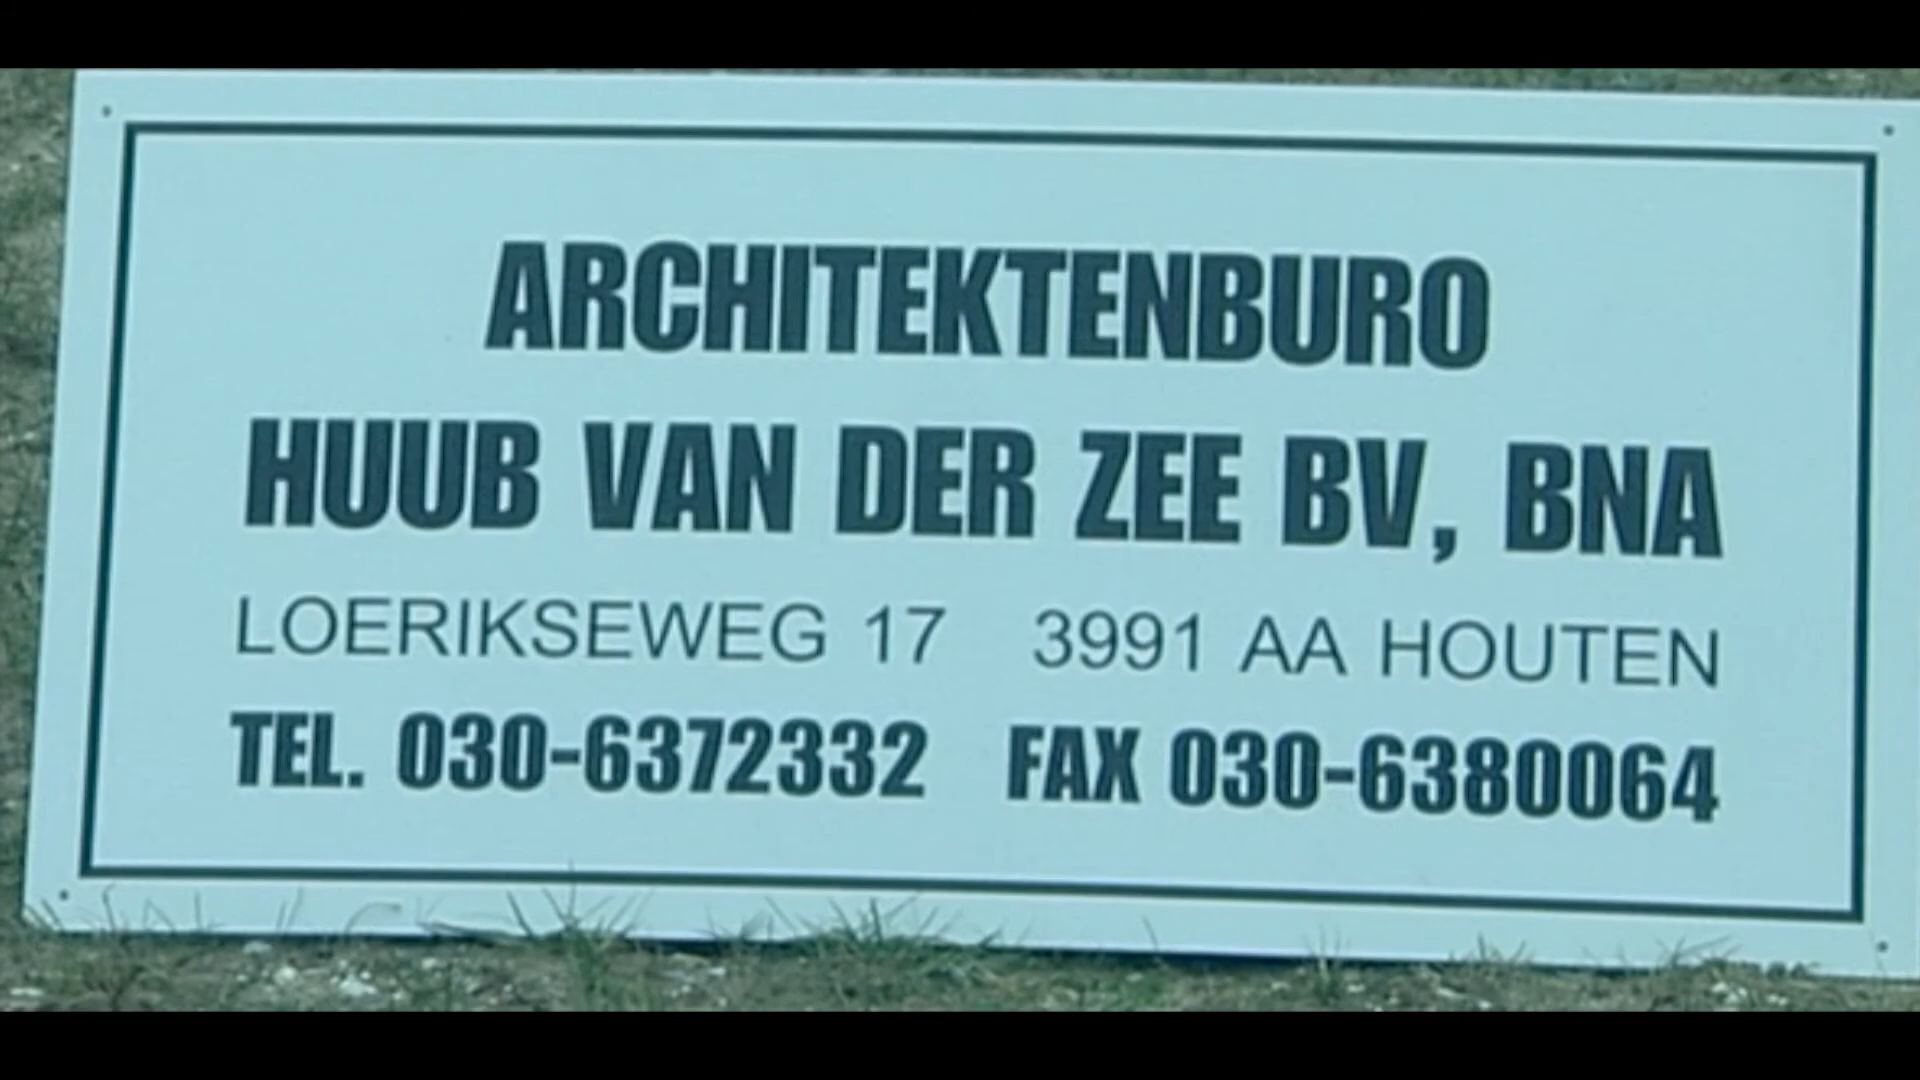 ARCHITEKTENBURO
HUUB VAN DER ZEE BV, BNA
LOERIKSEWEG 17 3991 AA HOUTEN
TEL. 030-6372332 FAX 030-6380064